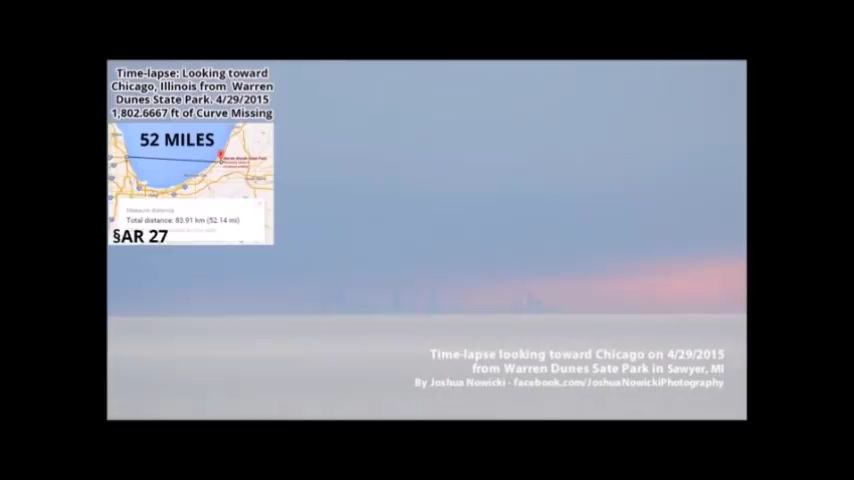 Time-lapse: Looking toward
Chicago, Illinois from Warren
Dunes State Park. 4/29/2015
1,802.6667 ft of Curve Missing
52 MILES
Measure distance
Total distance: 83.91 km (52.14 mi)
§AR 27
Time-lapse looking toward Chicago on 4/29/2015
from Warren Dunes Sate Park in Sawyer, MI
By Joshua Nowicki - facebook.com/JoshuaNowickiPhotography